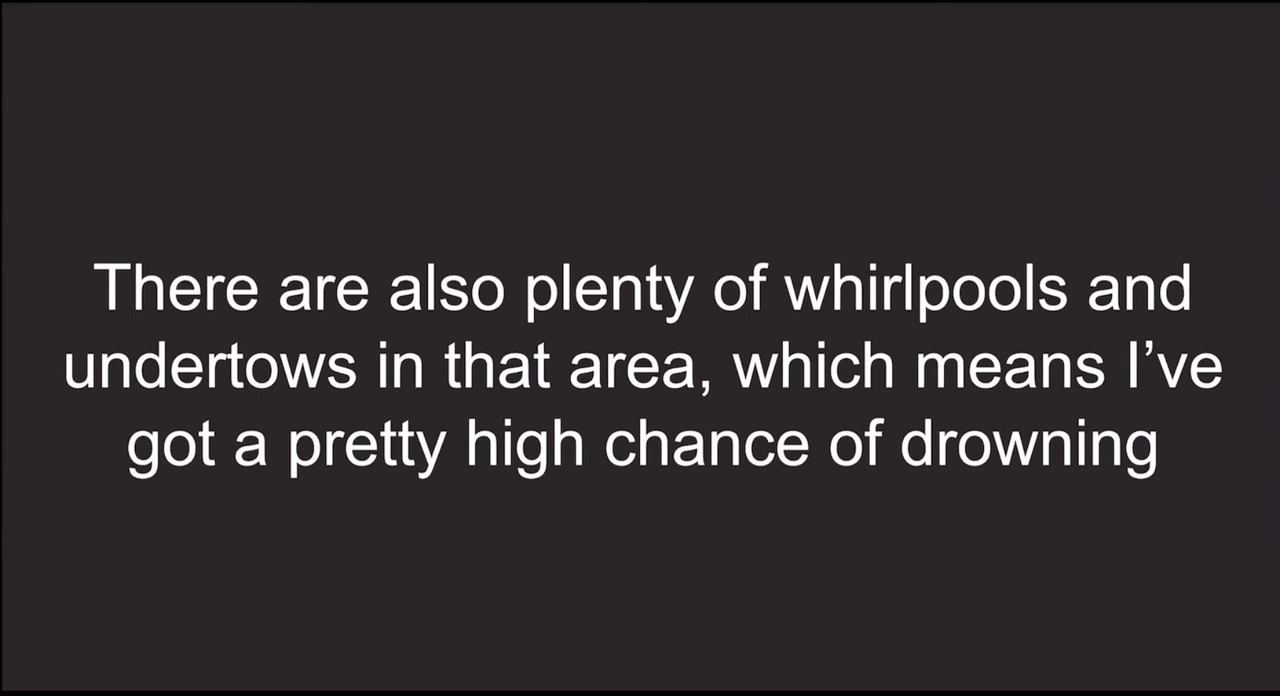 There are also plenty of whirlpools and
undertows in that area, which means I’ve
got a pretty high chance of drowning